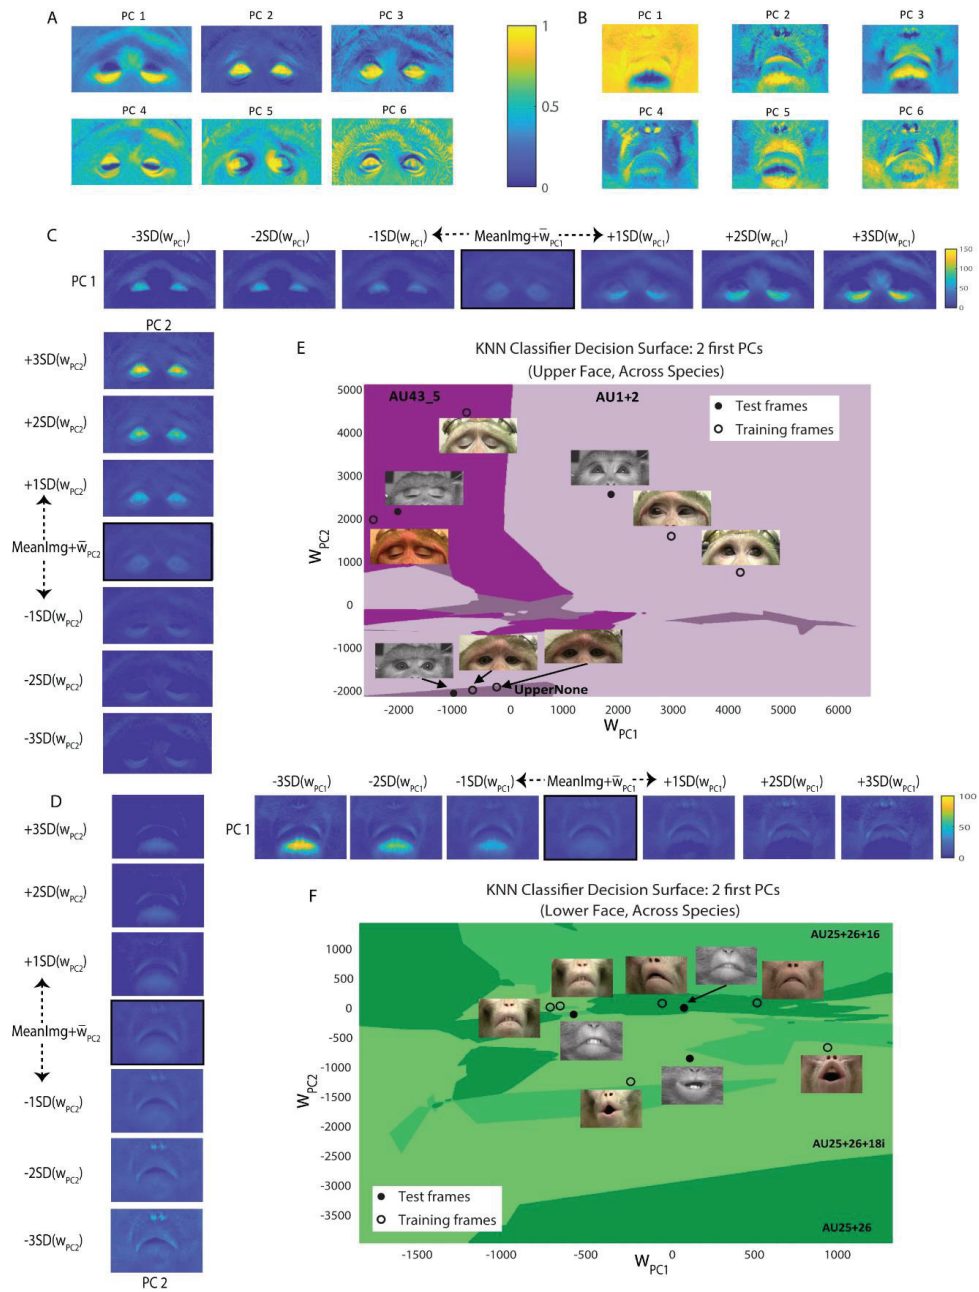 A
PC 1
PC 2
PC 3
PC 4
PC 5
PC 6
1
0.5
0
B
PC 1
PC 2
PC 3
PC 4
PC 5
PC 6
C
-3SD(wPC1)
-2SD(wPC1)
-1SD(wPC1)
MeanImg+w̄PC1
+1SD(wPC1)
+2SD(wPC1)
+3SD(wPC1)
PC 1
150
100
50
0
PC 2
+3SD(wPC2)
+2SD(wPC2)
+1SD(wPC2)
MeanImg+w̄PC2
-1SD(wPC2)
-2SD(wPC2)
-3SD(wPC2)
E
KNN Classifier Decision Surface: 2 first PCs
(Upper Face, Across Species)
AU43_5
AU1+2
Test frames
Training frames
UpperNone
5000
4000
3000
2000
1000
0
-1000
-2000
WPC2
-2000
-1000
0
1000
2000
3000
4000
5000
6000
WPC1
D
-3SD(wPC1)
-2SD(wPC1)
-1SD(wPC1)
MeanImg+w̄PC1
+1SD(wPC1)
+2SD(wPC1)
+3SD(wPC1)
PC 1
100
50
0
+3SD(wPC2)
+2SD(wPC2)
+1SD(wPC2)
MeanImg+w̄PC2
-1SD(wPC2)
-2SD(wPC2)
-3SD(wPC2)
PC 2
F
KNN Classifier Decision Surface: 2 first PCs
(Lower Face, Across Species)
AU25+26+16
AU25+26+18i
AU25+26
Test frames
Training frames
1000
500
0
-500
-1000
-1500
-2000
-2500
-3000
-3500
WPC2
-1500
-1000
-500
0
500
1000
WPC1